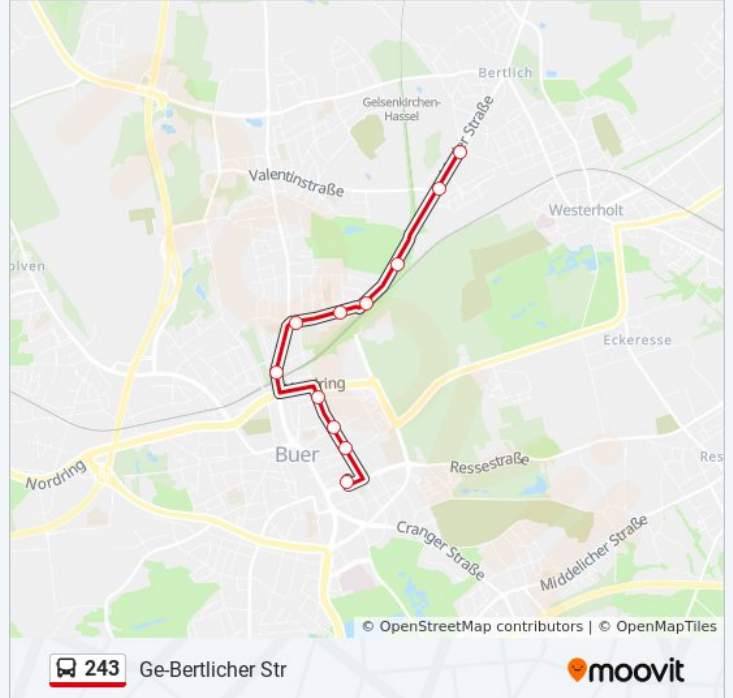 Bertlich
Gelsenkirchen-
Hassel
er Straße
Valentinstraße
Westerholt
olven
Eckeresse
ring
Buer
Ressestraße
Res
Nordring
Cranger Straße
Middelicher Straße
© OpenStreetMap contributors | © OpenMapTiles
243 Ge-Bertlicher Str
moovit